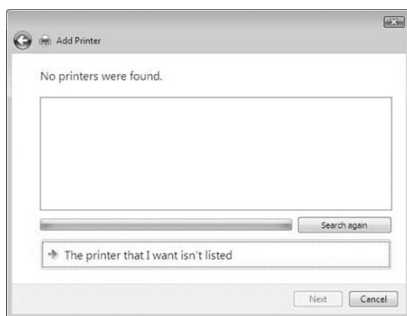 Add Printer
No printers were found.
Search again
The printer that I want isn't listed
Next Cancel